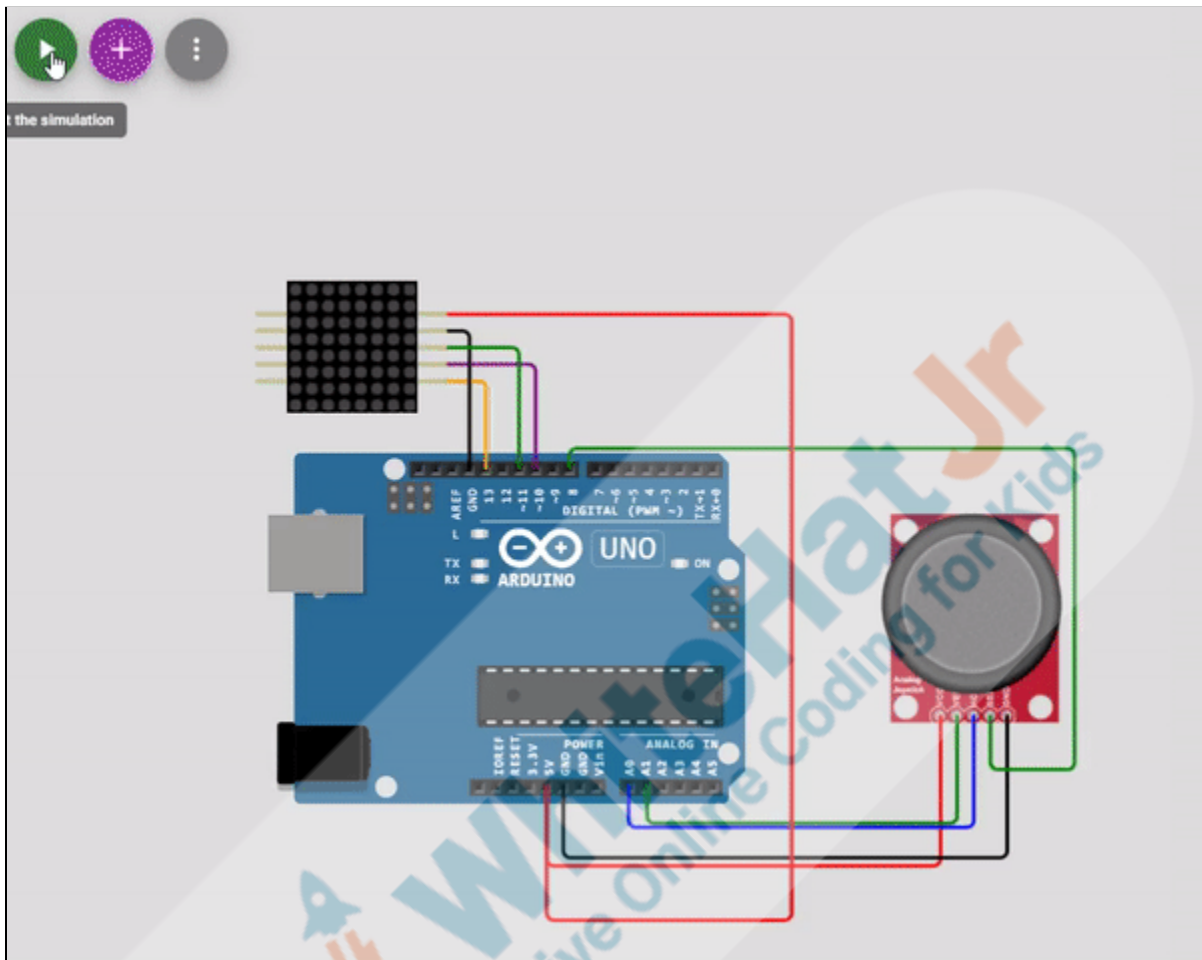 t the simulation
AREF
GND
13
12
~11
~10
~9
8
7
~6
~5
4
~3
2
TX→1
RX←0
DIGITAL (PWM ~)
L
TX
RX
UNO
ON
ARDUINO
Analog
Joystick
IOREF
RESET
3.3V
5V
GND
GND
Vin
POWER
ANALOG IN
A0
A1
A2
A3
A4
A5
WhiteHat Jr
Live Online Coding for Kids